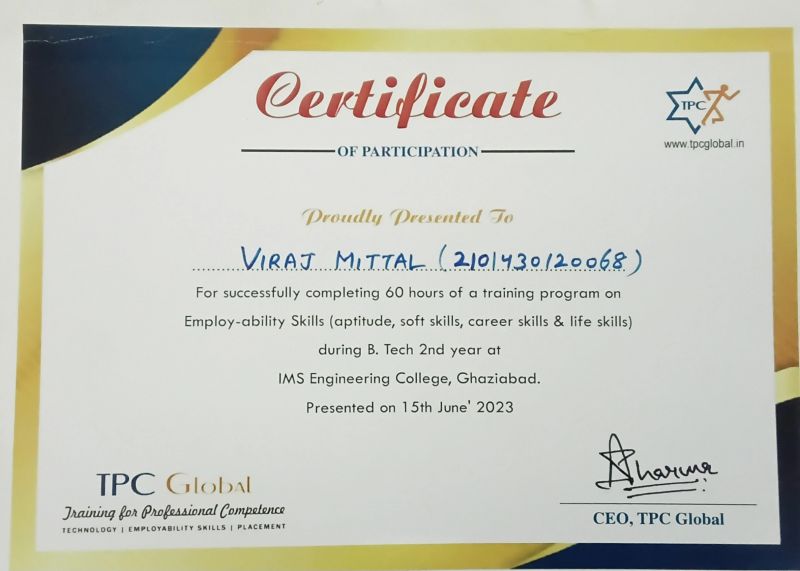 Certificate
OF PARTICIPATION
TPC
www.tpcglobal.in
Proudly Presented To
VIRAJ MITTAL (2101430120068)
For successfully completing 60 hours of a training program on
Employ-ability Skills (aptitude, soft skills, career skills & life skills)
during B. Tech 2nd year at
IMS Engineering College, Ghaziabad.
Presented on 15th June' 2023
TPC Global
Training for Professional Competence
TECHNOLOGY | EMPLOYABILITY SKILLS | PLACEMENT
ASharma
CEO, TPC Global